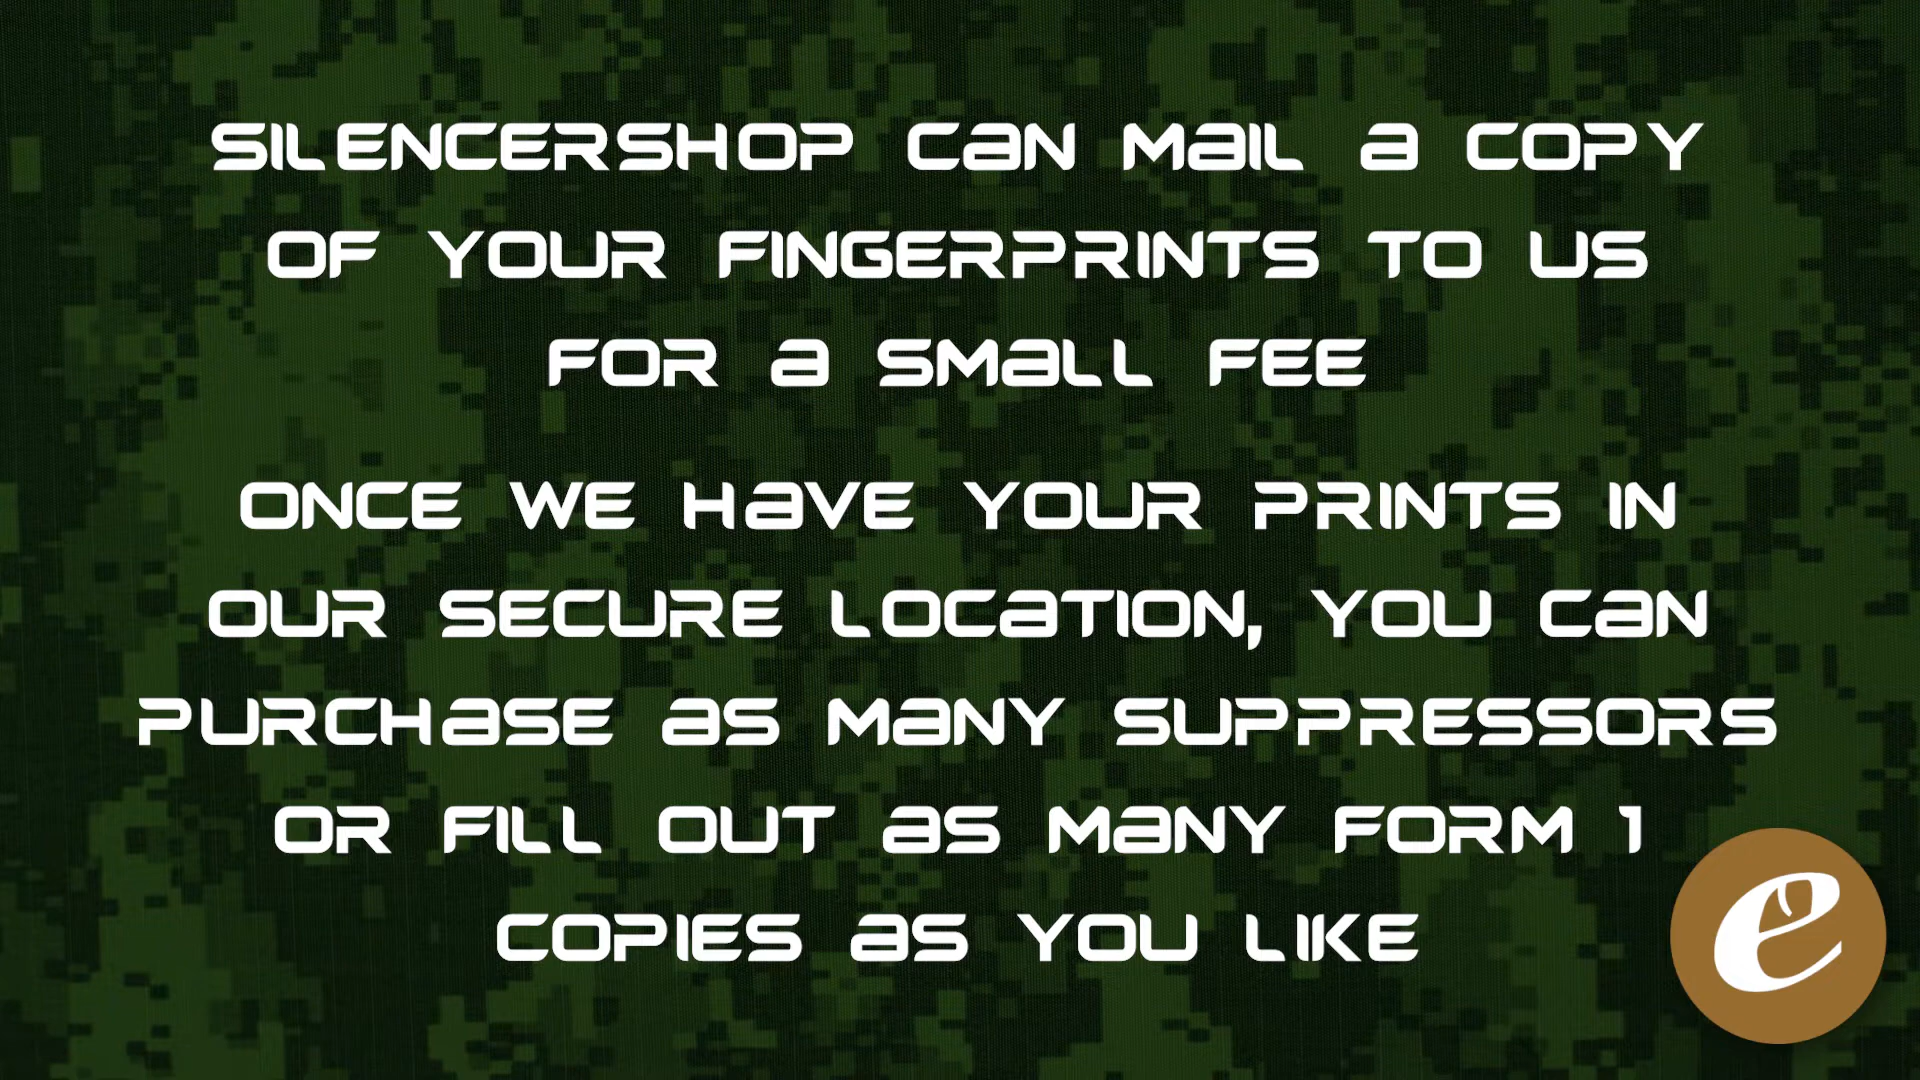 SILENCERSHOP CAN MAIL A COPY
OF YOUR FINGERPRINTS TO US
FOR A SMALL FEE
ONCE WE HAVE YOUR PRINTS IN
OUR SECURE LOCATION, YOU CAN
PURCHASE AS MANY SUPPRESSORS
OR FILL OUT AS MANY FORM 1
COPIES AS YOU LIKE
e